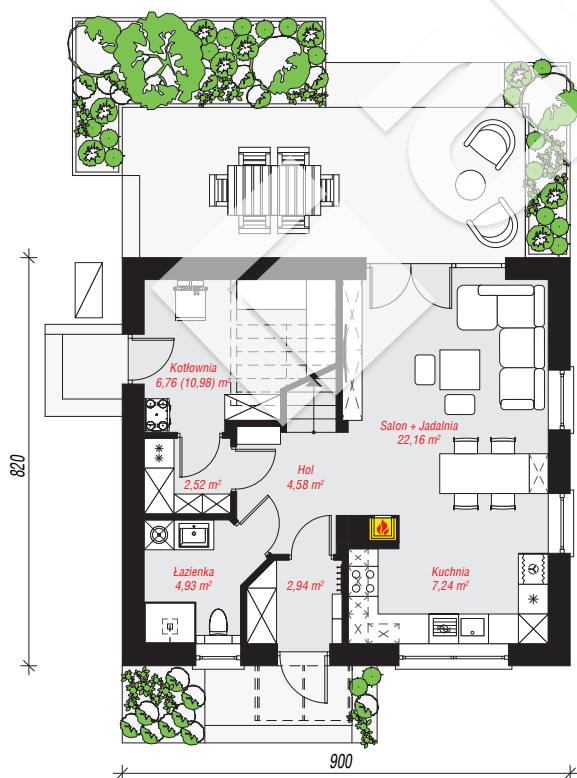 Kotłownia
6,76 (10,98) m²
Salon + Jadalnia
22,16 m²
Hol
4,58 m²
2,52 m²
Łazienka
4,93 m²
2,94 m²
Kuchnia
7,24 m²
820
900